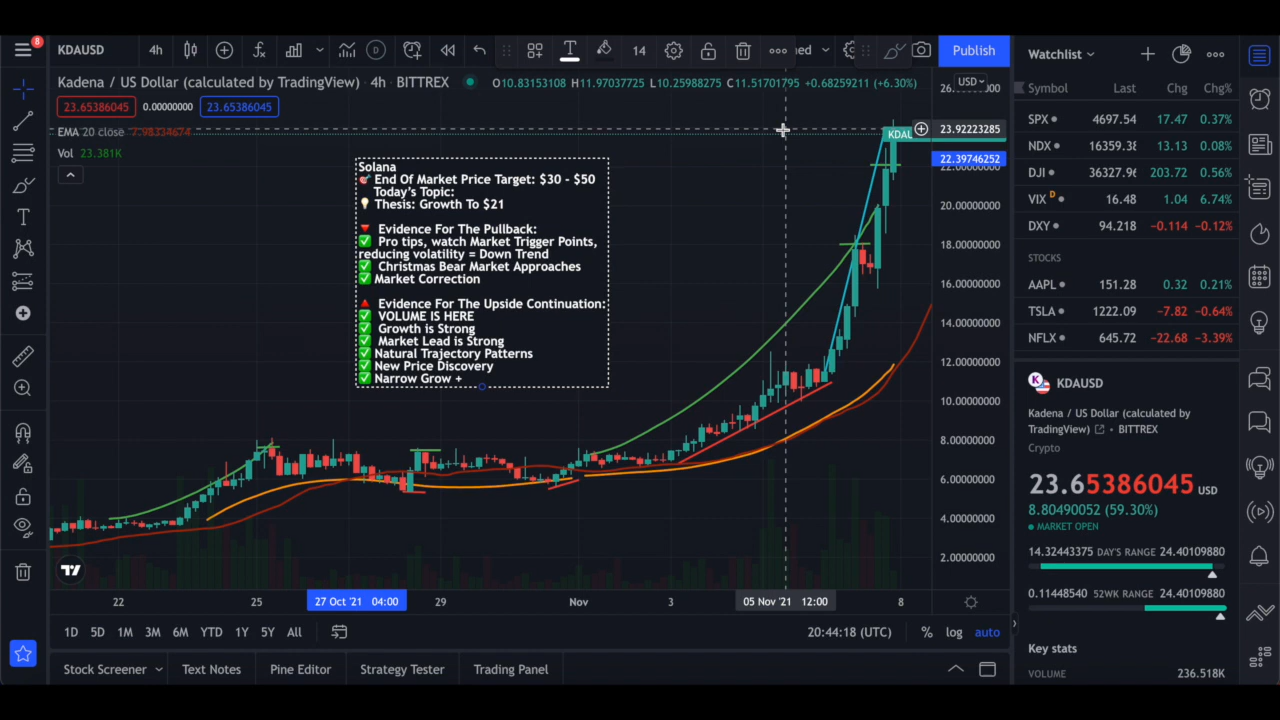 8
KDAUSD
4h
D
14
Publish
Kadena / US Dollar (calculated by TradingView) · 4h · BITTREX
O10.83153108 H11.97037725 L10.25988275 C11.51701795 +0.68259211 (+6.30%)
USD
23.65386045 0.00000000 23.65386045
EMA 20 close 7.98334674
Vol 23.381K
Solana
🎯 End Of Market Price Target: $30 - $50
Today's Topic:
💡 Thesis: Growth To $21
🔻 Evidence For The Pullback:
✅ Pro tips, watch Market Trigger Points,
reducing volatility = Down Trend
✅ Christmas Bear Market Approaches
✅ Market Correction
🔺 Evidence For The Upside Continuation:
✅ VOLUME IS HERE
✅ Growth is Strong
✅ Market Lead is Strong
✅ Natural Trajectory Patterns
✅ New Price Discovery
✅ Narrow Grow +
KDAU
23.92223285
22.39746252
20.00000000
18.00000000
16.00000000
14.00000000
12.00000000
10.00000000
8.00000000
6.00000000
4.00000000
2.00000000
22 25 27 Oct '21 04:00 29 Nov 3 05 Nov '21 12:00 8
1D 5D 1M 3M 6M YTD 1Y 5Y All
20:44:18 (UTC) % log auto
Stock Screener Text Notes Pine Editor Strategy Tester Trading Panel
Watchlist
Symbol Last Chg Chg%
SPX 4697.54 17.47 0.37%
NDX 16359.38 13.13 0.08%
DJI 36327.96 203.72 0.56%
VIX D 16.48 1.04 6.74%
DXY 94.218 -0.114 -0.12%
STOCKS
AAPL 151.28 0.32 0.21%
TSLA 1222.09 -7.82 -0.64%
NFLX 645.72 -22.68 -3.39%
KDAUSD
Kadena / US Dollar (calculated by
TradingView) · BITTREX
Crypto
23.65386045 USD
8.80490052 (59.30%)
MARKET OPEN
14.32443375 DAY'S RANGE 24.40109880
0.11448540 52WK RANGE 24.40109880
Key stats
VOLUME 236.518K